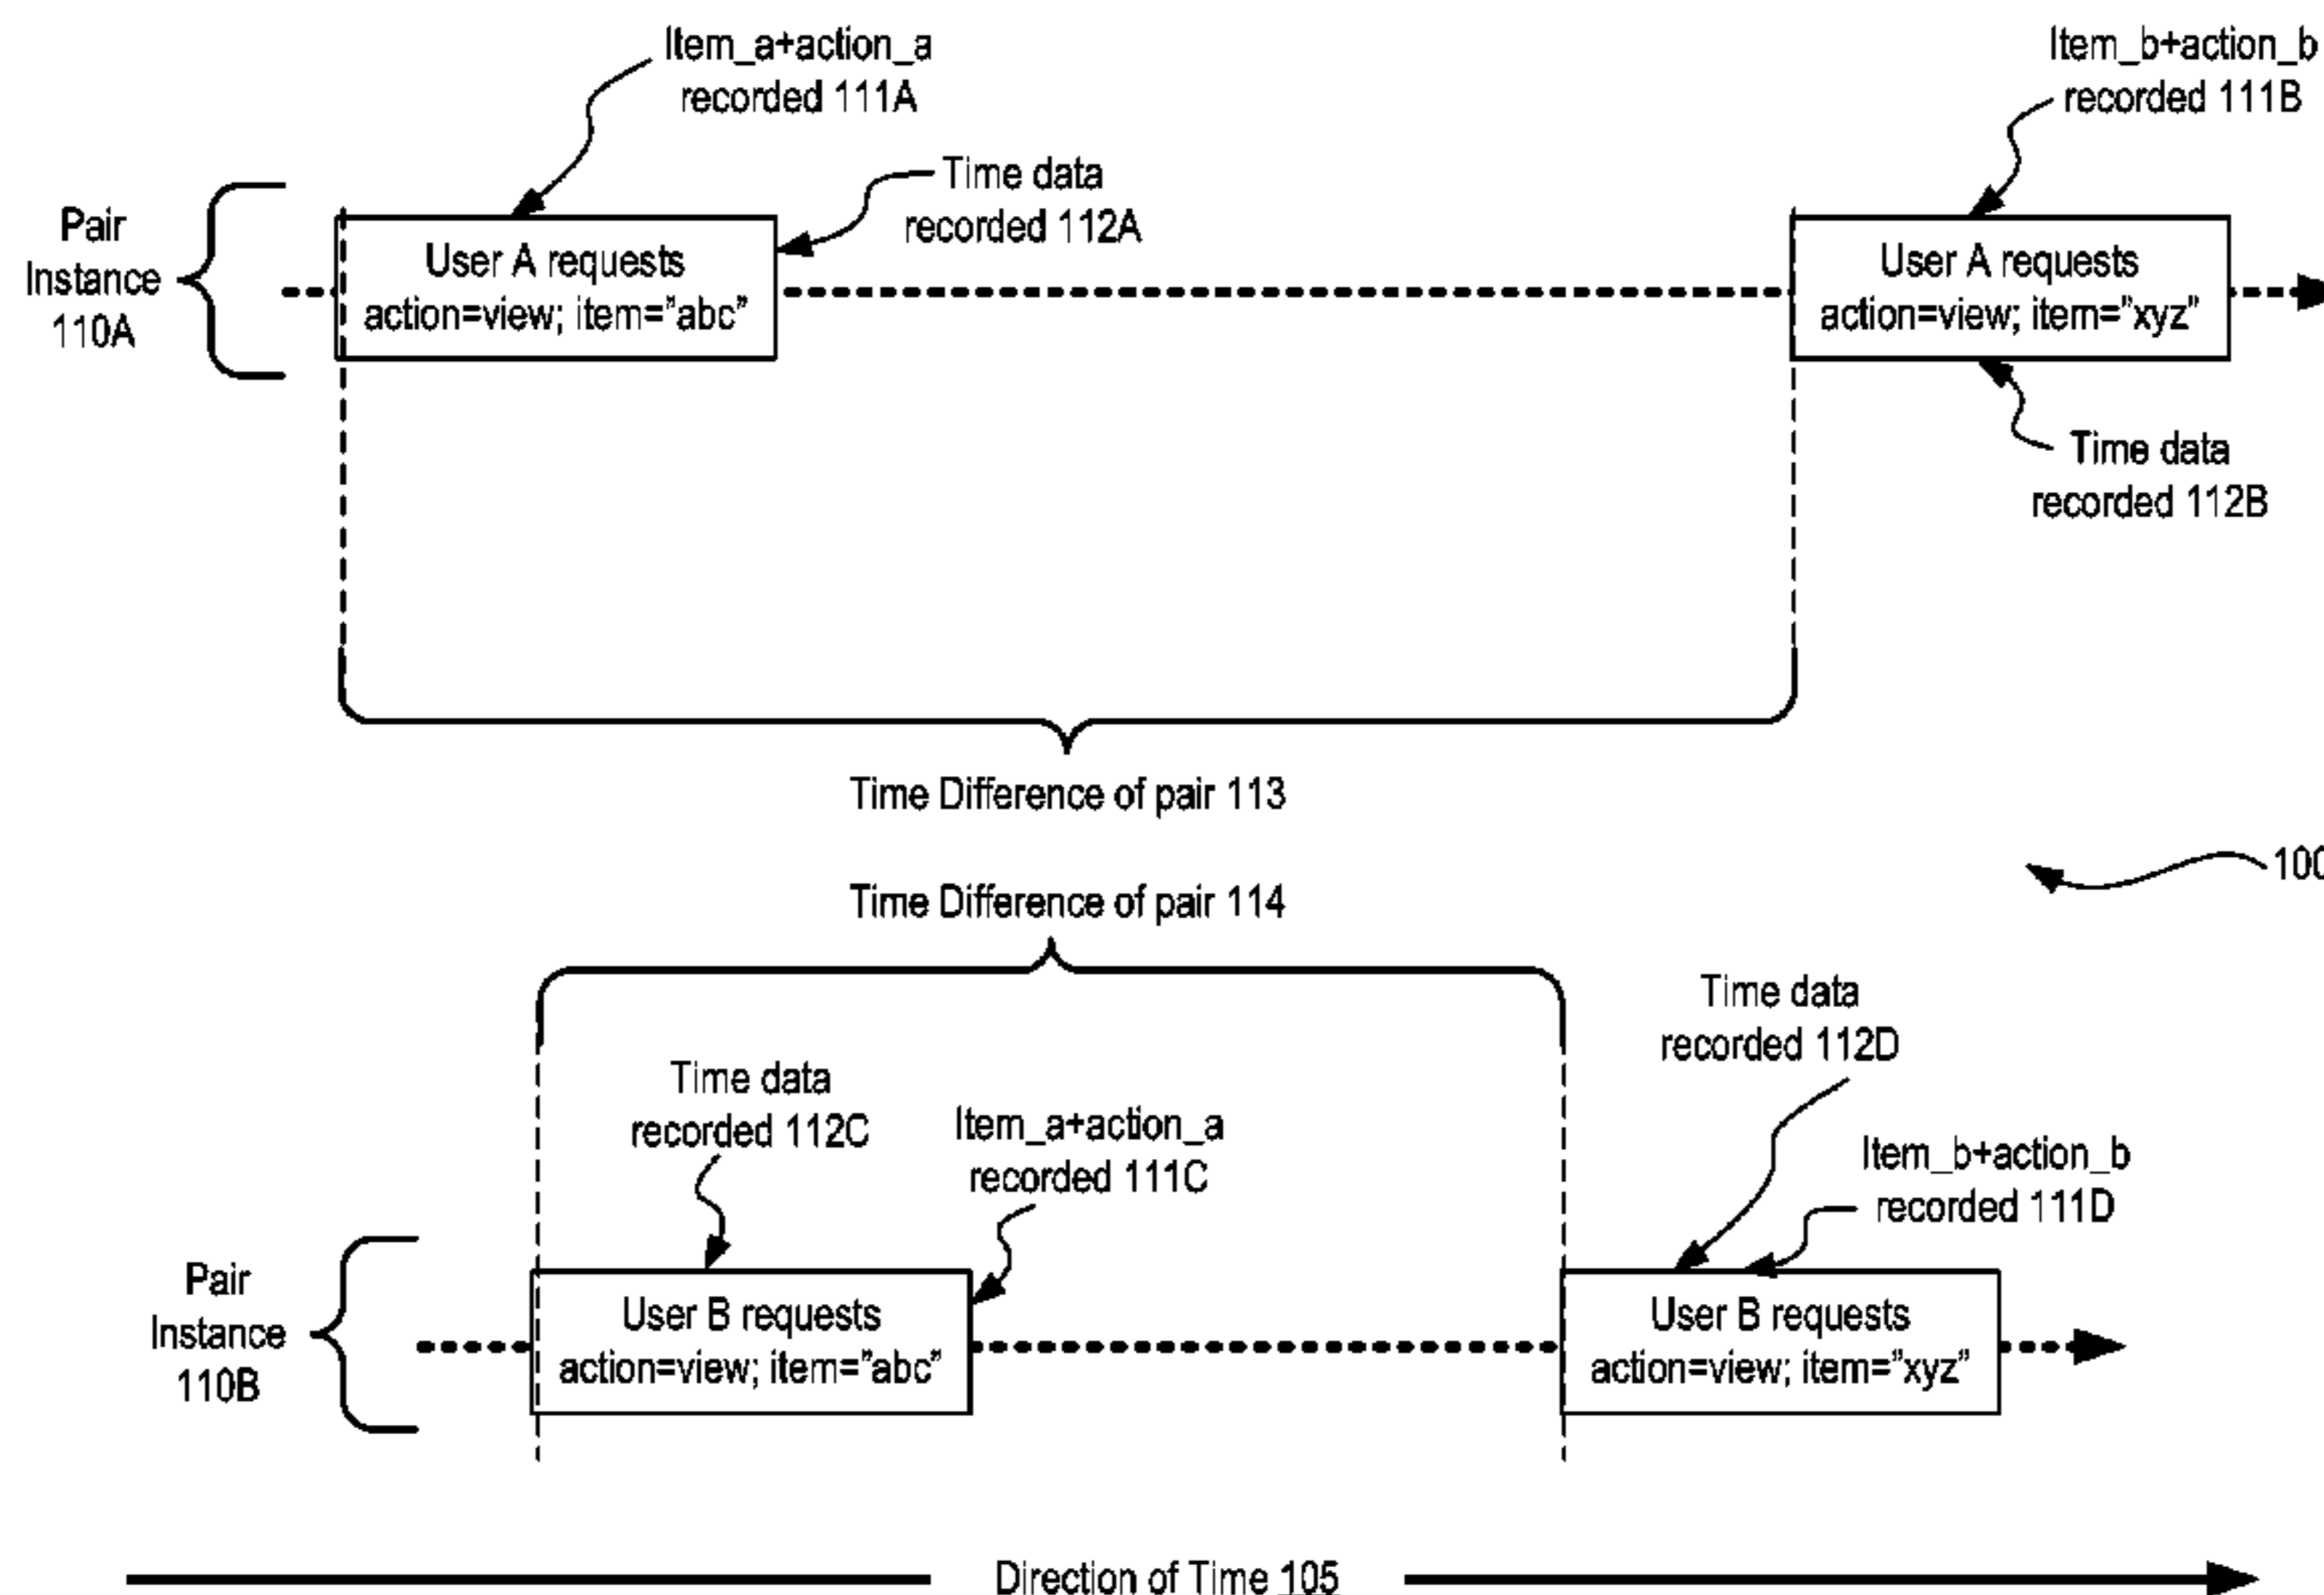 Item_a+action_a
recorded 111A
Item_b+action_b
recorded 111B
Time data
recorded 112A
Pair
Instance
110A
User A requests
action=view; item=”abc”
User A requests
action=view; item=”xyz”
Time data
recorded 112B
Time Difference of pair 113
100
Time Difference of pair 114
Time data
recorded 112D
Time data
recorded 112C
Item_a+action_a
recorded 111C
Item_b+action_b
recorded 111D
Pair
Instance
110B
User B requests
action=view; item=”abc”
User B requests
action=view; item=”xyz”
Direction of Time 105